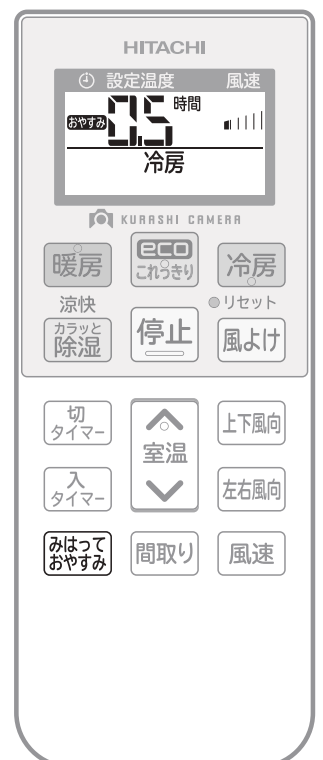 HITACHI
設定温度 風速
おやすみ 0.5 時間
冷房
KURASHI CAMERA
暖房 eco これっきり 冷房
涼快 リセット
カラッと 除湿 停止 風よけ
切 タイマー 室温 上下風向
入 タイマー 左右風向
みはって おやすみ 間取り 風速